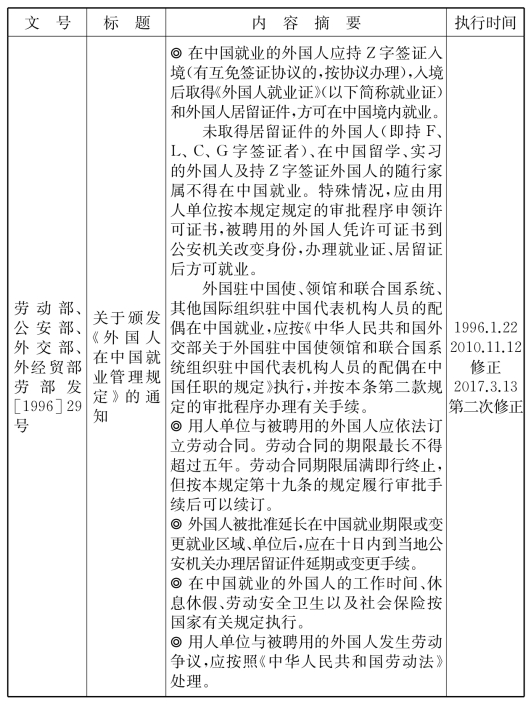 文号
标题
内容摘要
执行时间
劳动部、
公安部、
外交部、
外经贸部
劳部发
[1996]29
号
关于颁发
《外国人
在中国就
业管理规
定》的通
知
◎ 在中国就业的外国人应持Z字签证入
境(有互免签证协议的,按协议办理),入境
后取得《外国人就业证》(以下简称就业证)
和外国人居留证件,方可在中国境内就业。
未取得居留证件的外国人(即持F、
L、C、G字签证者)、在中国留学、实习
的外国人及持Z字签证外国人的随行家
属不得在中国就业。特殊情况,应由用
人单位按本规定规定的审批程序申领许
可证书,被聘用的外国人凭许可证书到
公安机关改变身份,办理就业证、居留证
后方可就业。
外国驻中国使、领馆和联合国系统、
其他国际组织驻中国代表机构人员的配
偶在中国就业,应按《中华人民共和国外
交部关于外国驻中国使领馆和联合国系
统组织驻中国代表机构人员的配偶在中
国任职的规定》执行,并按本条第二款规
定的审批程序办理有关手续。
◎ 用人单位与被聘用的外国人应依法订
立劳动合同。劳动合同的期限最长不得
超过五年。劳动合同期限届满即行终止,
但按本规定第十九条的规定履行审批手
续后可以续订。
◎ 外国人被批准延长在中国就业期限或变
更就业区域、单位后,应在十日内到当地公
安机关办理居留证件延期或变更手续。
◎ 在中国就业的外国人的工作时间、休
息休假、劳动安全卫生以及社会保险按
国家有关规定执行。
◎ 用人单位与被聘用的外国人发生劳动
争议,应按照《中华人民共和国劳动法》
处理。
1996.1.22
2010.11.12
修正
2017.3.13
第二次修正